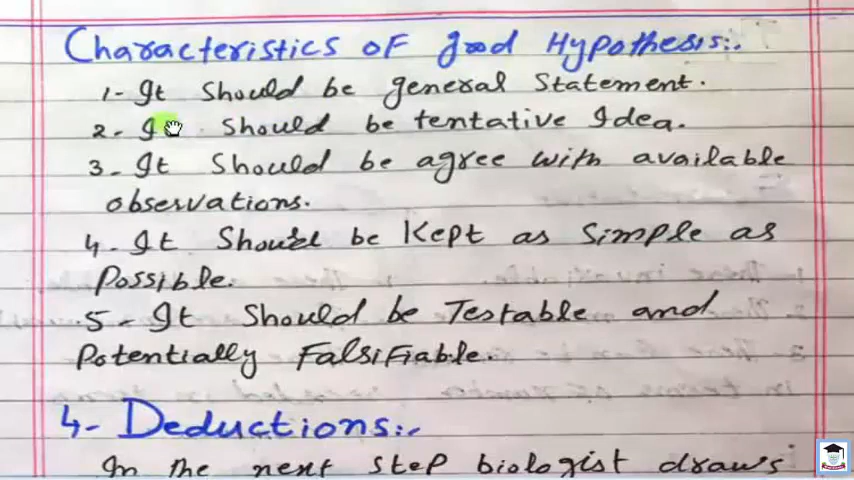 Characteristics of good Hypothesis:.
1- It Should be general Statement.
2- It Should be tentative Idea.
3- It Should be agree with available
observations.
4- It Should be Kept as Simple as
Possible.
5- It Should be Testable and
Potentially Falsifiable.
4- Deductions:.
In the next step biologist draws